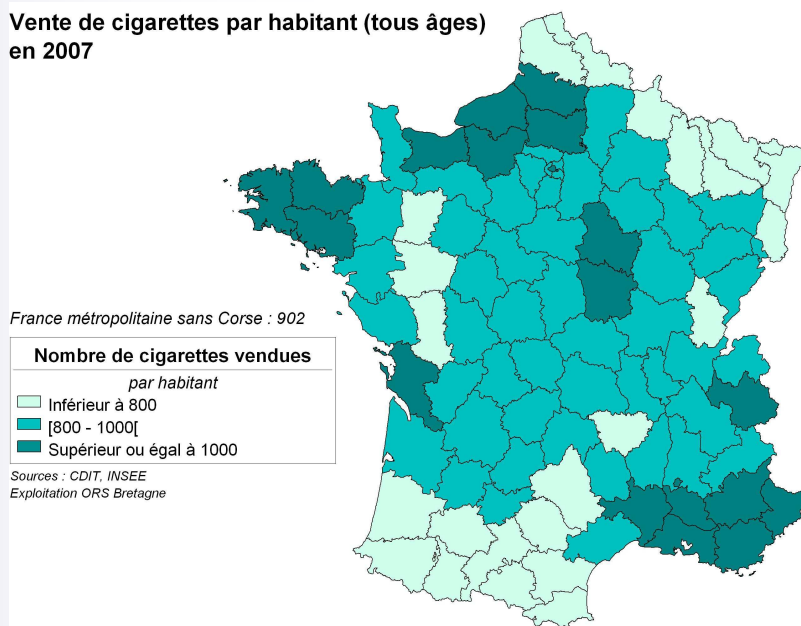 Vente de cigarettes par habitant (tous âges)
en 2007
France métropolitaine sans Corse : 902
Nombre de cigarettes vendues
par habitant
Inférieur à 800
[800 - 1000[
Supérieur ou égal à 1000
Sources : CDIT, INSEE
Exploitation ORS Bretagne